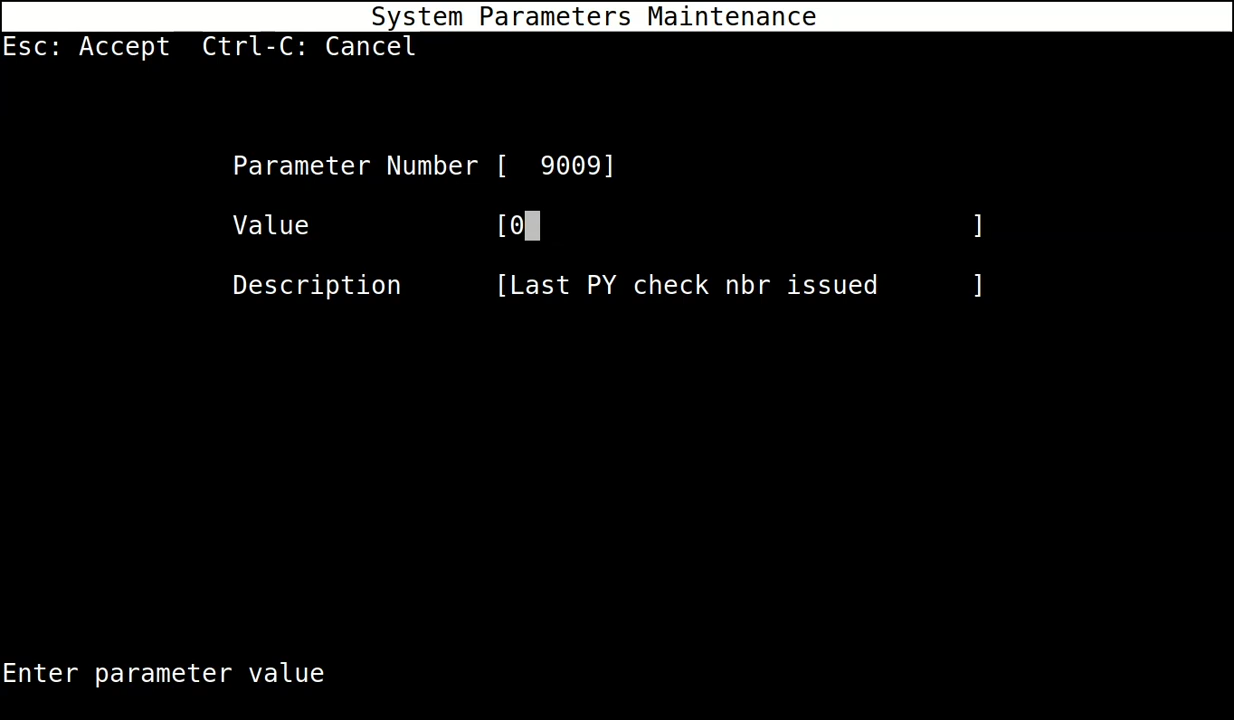 System Parameters Maintenance
Esc: Accept  Ctrl-C: Cancel
Parameter Number [  9009]
Value            [0                             ]
Description      [Last PY check nbr issued      ]
Enter parameter value